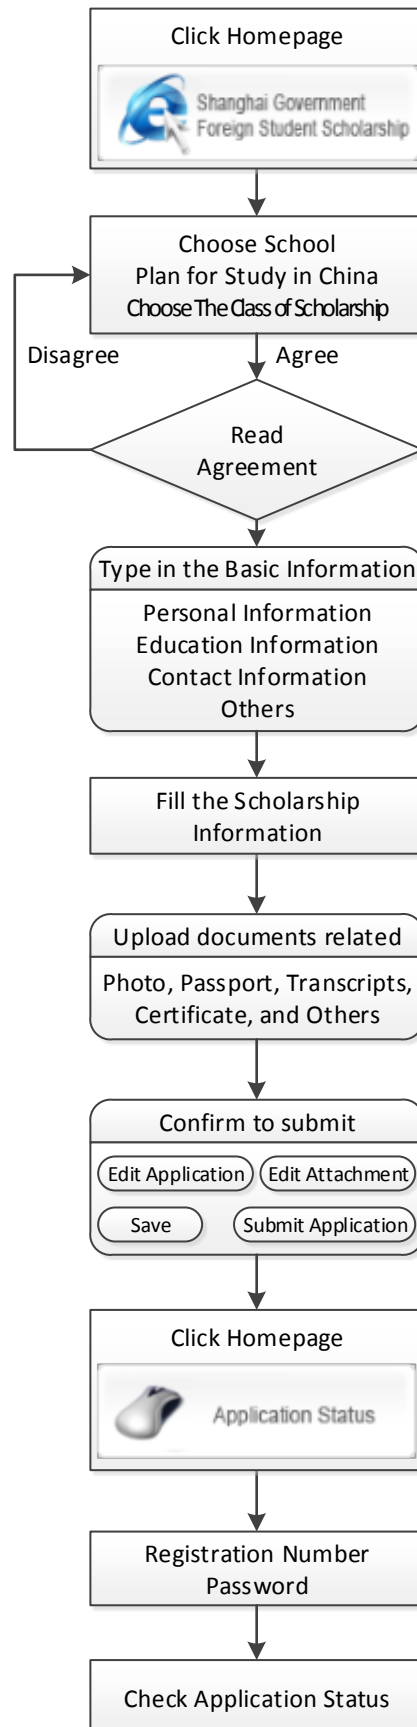 Click Homepage
Shanghai Government
Foreign Student Scholarship
Choose School
Plan for Study in China
Choose The Class of Scholarship
Disagree
Agree
Read
Agreement
Type in the Basic Information
Personal Information
Education Information
Contact Information
Others
Fill the Scholarship
Information
Upload documents related
Photo, Passport, Transcripts,
Certificate, and Others
Confirm to submit
Edit Application
Edit Attachment
Save
Submit Application
Click Homepage
Application Status
Registration Number
Password
Check Application Status